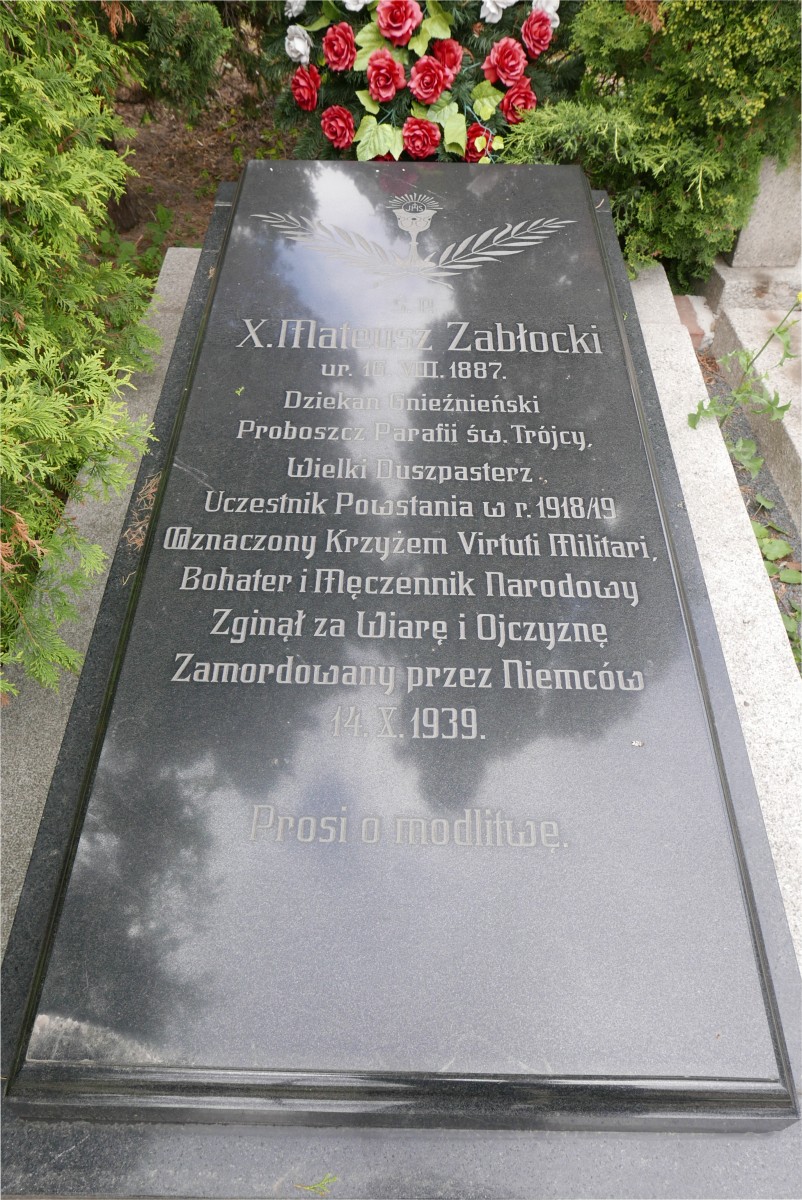 JHS
Ś. P.
X. Mateusz Zabłocki
ur. VIII. 1887.
Dziekan Gnieźnieński
Proboszcz Parafii św. Trójcy,
Wielki Duszpasterz,
Uczestnik Powstania w r. 1918/19
Odznaczony Krzyżem Virtuti Militari,
Bohater i Męczennik Narodowy
Zginął za Wiarę i Ojczyznę
Zamordowany przez Niemców
14. X. 1939.
Prosi o modlitwę.